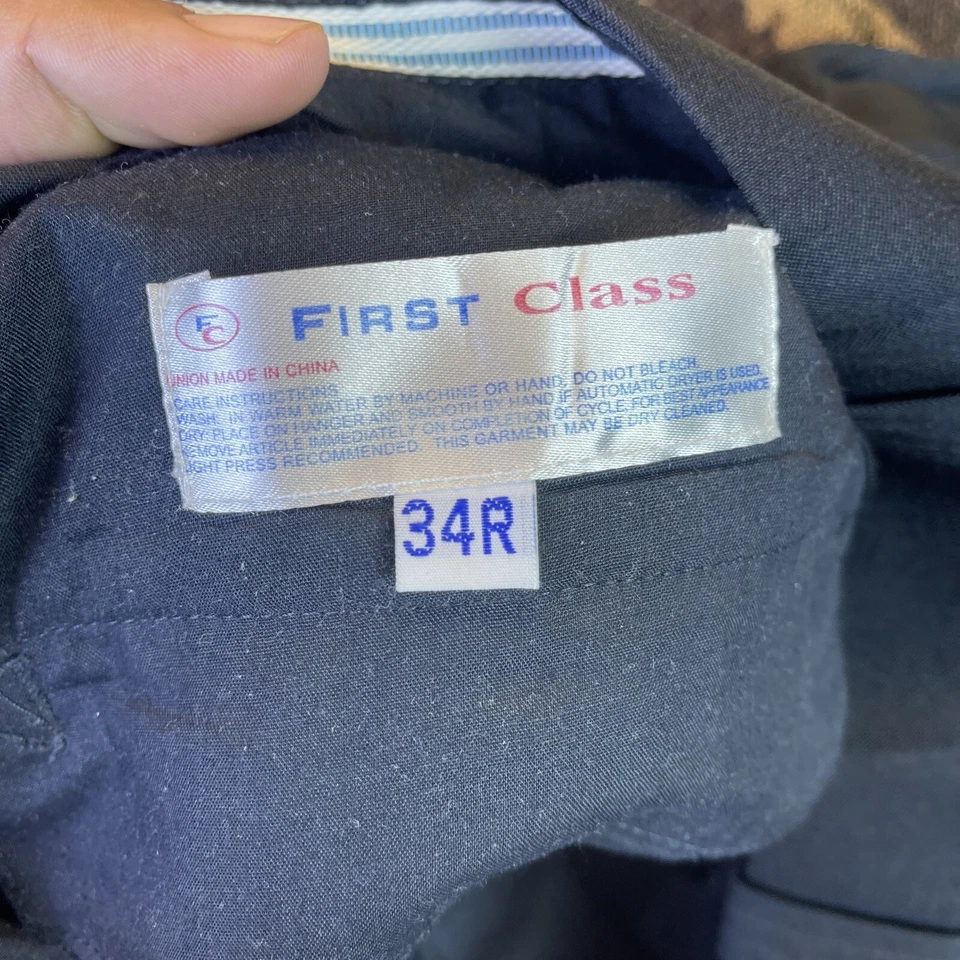 FC
FIRST Class
UNION MADE IN CHINA
CARE INSTRUCTIONS
WASH: IN WARM WATER BY MACHINE OR HAND, DO NOT BLEACH.
DRY: PLACE ON HANGER AND SMOOTH BY HAND IF AUTOMATIC DRYER IS USED.
REMOVE ARTICLE IMMEDIATELY ON COMPLETION OF CYCLE. FOR BEST APPEARANCE
LIGHT PRESS RECOMMENDED. THIS GARMENT MAY BE DRY CLEANED.
34R